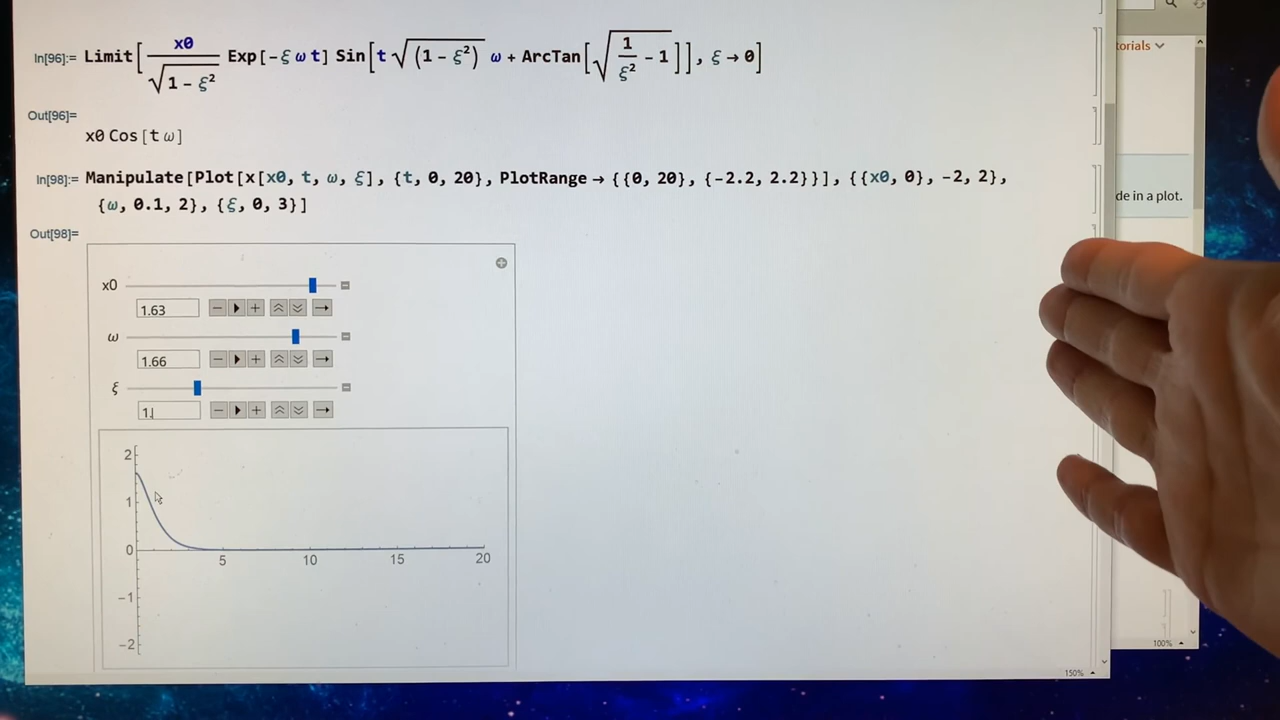 In[96]:= Limit[x0/√(1 - ξ²) Exp[-ξ ω t] Sin[t √(1 - ξ²) ω + ArcTan[√(1/ξ² - 1)]], ξ → 0]
Out[96]=
x0 Cos[t ω]
In[98]:= Manipulate[Plot[x[x0, t, ω, ξ], {t, 0, 20}, PlotRange → {{0, 20}, {-2.2, 2.2}}], {{x0, 0}, -2, 2},
{ω, 0.1, 2}, {ξ, 0, 3}]
Out[98]=
x0
1.63
ω
1.66
ξ
1.
2
1
0
-1
-2
5 10 15 20
150%
torials
de in a plot.
100%